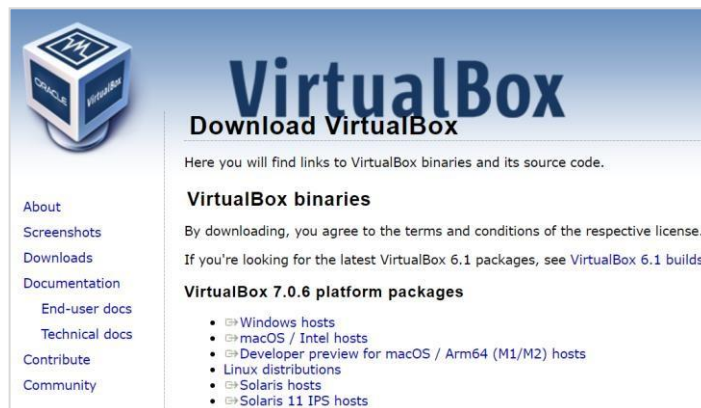 ORACLE
VirtualBox
VirtualBox
Download VirtualBox
Here you will find links to VirtualBox binaries and its source code.
About
Screenshots
Downloads
Documentation
End-user docs
Technical docs
Contribute
Community
VirtualBox binaries
By downloading, you agree to the terms and conditions of the respective license.
If you're looking for the latest VirtualBox 6.1 packages, see VirtualBox 6.1 builds
VirtualBox 7.0.6 platform packages
• Windows hosts
• macOS / Intel hosts
• Developer preview for macOS / Arm64 (M1/M2) hosts
• Linux distributions
• Solaris hosts
• Solaris 11 IPS hosts